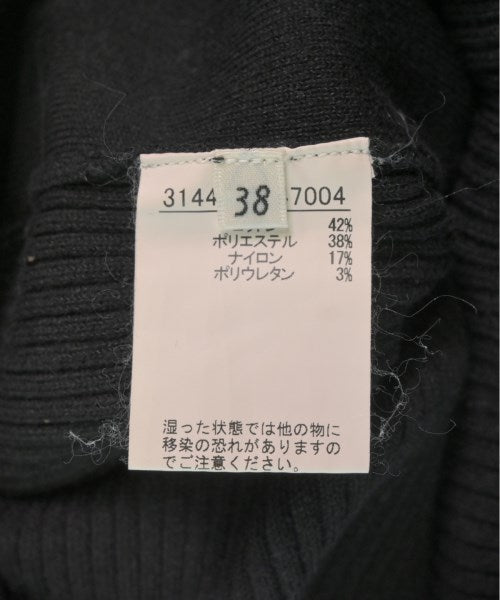 3144 7004
38
42%
ポリエステル 38%
ナイロン 17%
ポリウレタン 3%
湿った状態では他の物に
移染の恐れがありますの
でご注意ください。